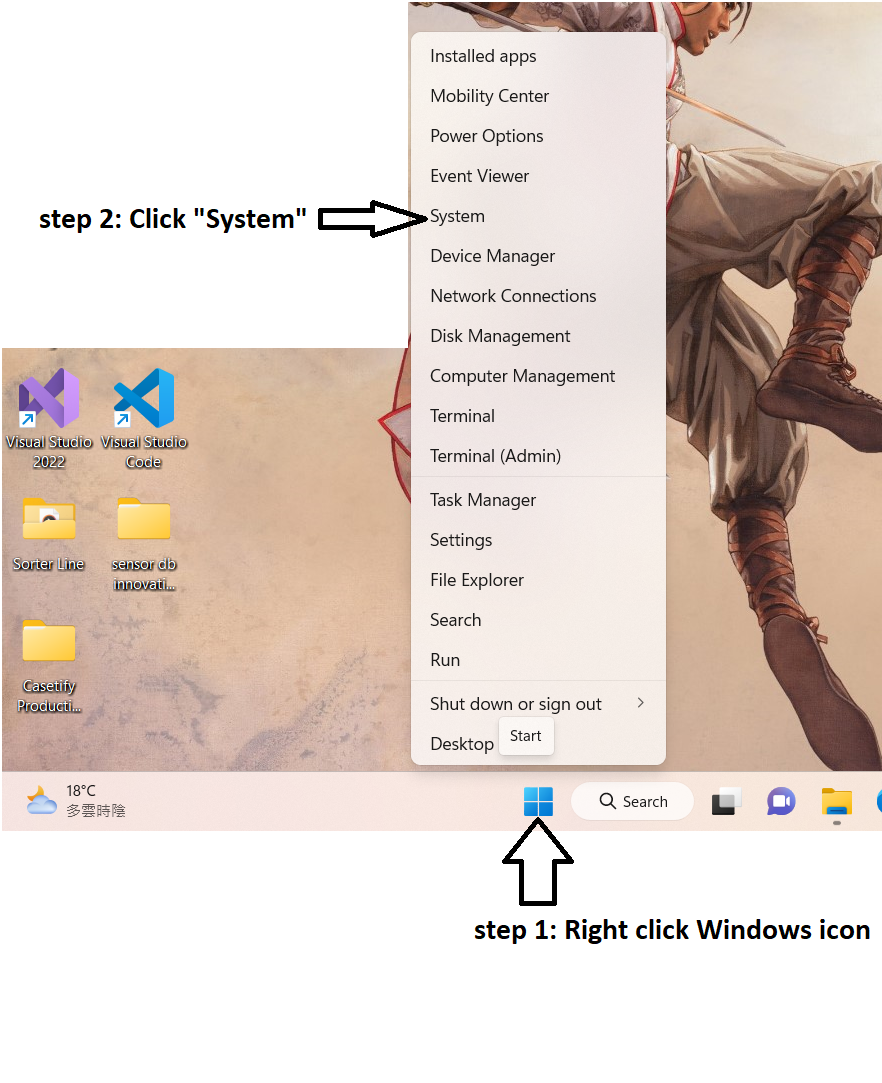 Installed apps
Mobility Center
Power Options
Event Viewer
step 2: Click "System"
System
Device Manager
Network Connections
Disk Management
Computer Management
Terminal
Terminal (Admin)
Task Manager
Settings
File Explorer
Search
Run
Shut down or sign out
Desktop
Start
Visual Studio
2022
Visual Studio
Code
Sorter Line
sensor db
innovati...
Casetify
Producti...
18°C
多雲時陰
Search
step 1: Right click Windows icon